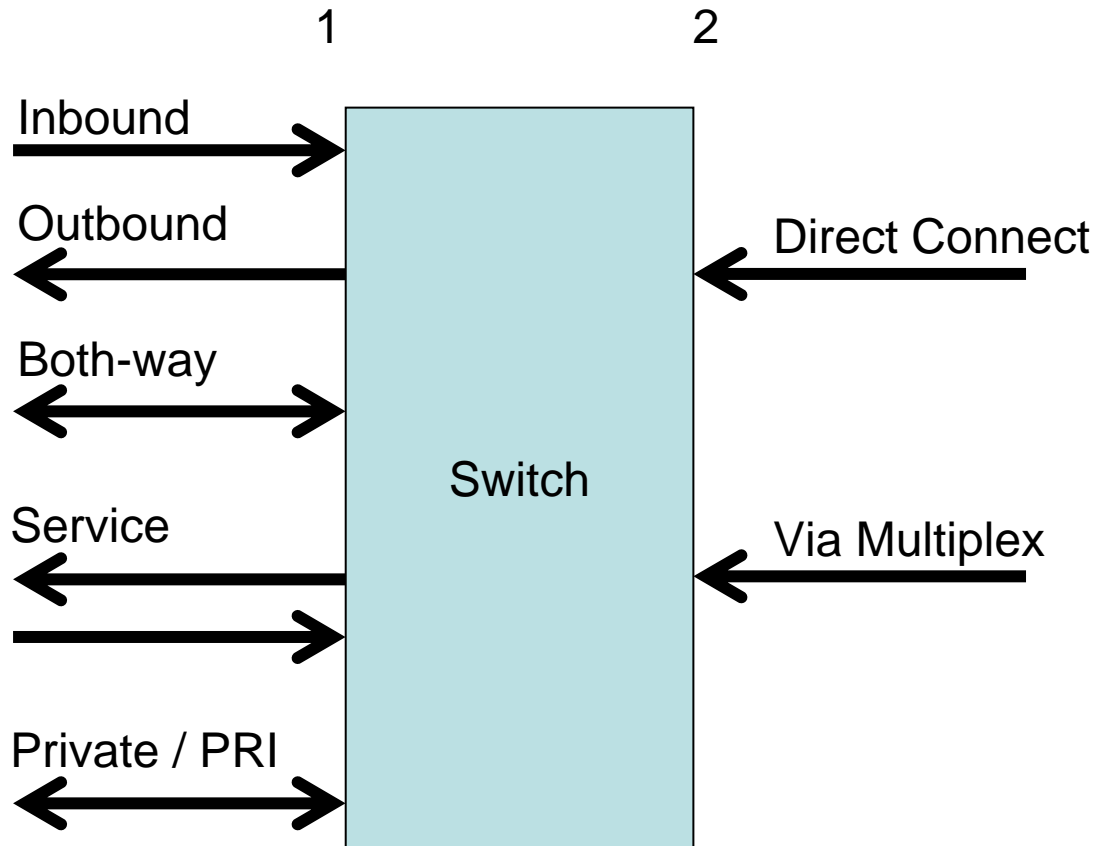 1 2
Inbound
Outbound
Direct Connect
Both-way
Switch
Service
Via Multiplex
Private / PRI